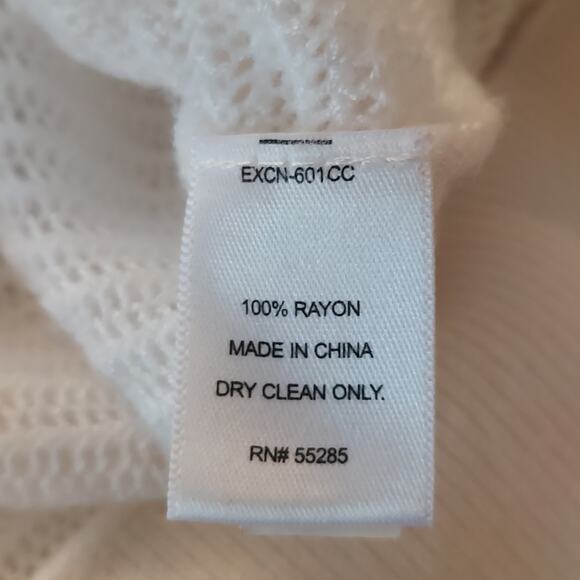 EXCN-601CC
100% RAYON
MADE IN CHINA
DRY CLEAN ONLY.
RN# 55285